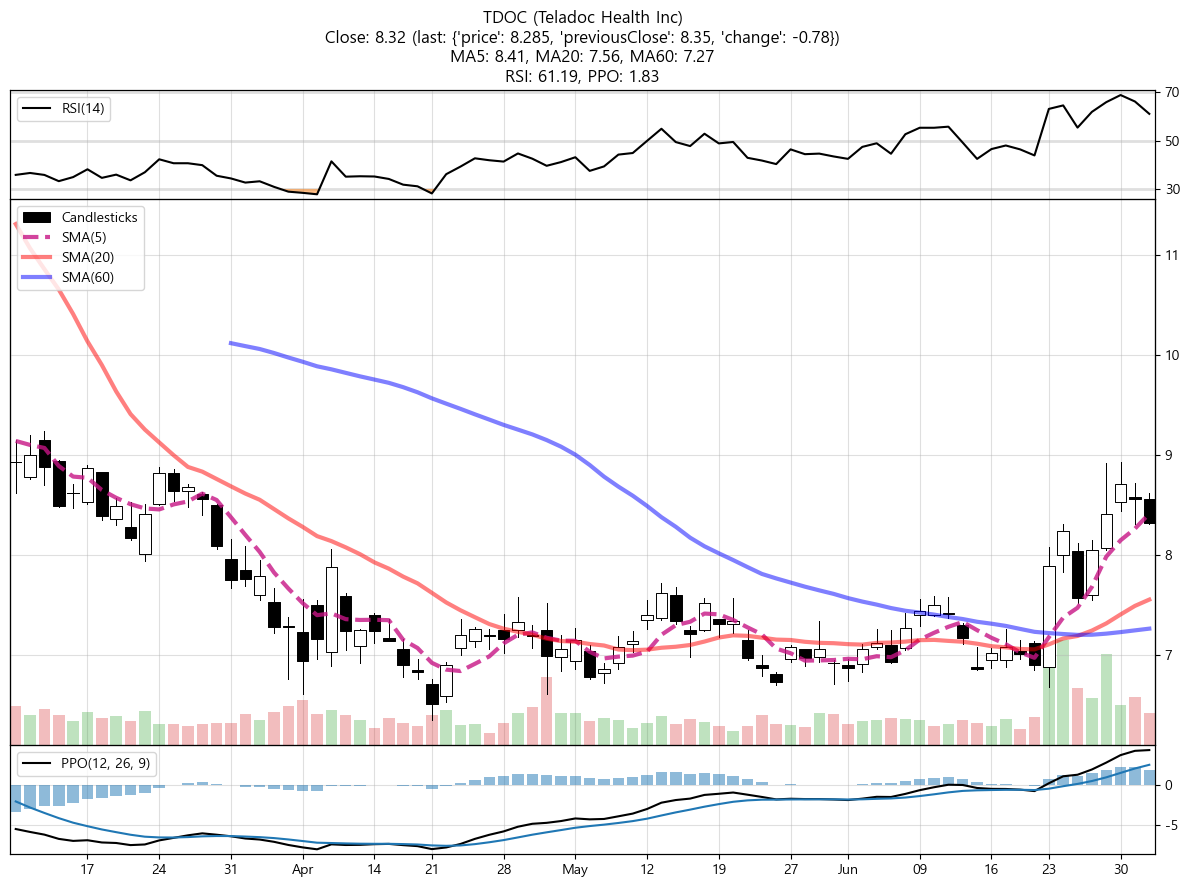 TDOC (Teladoc Health Inc)
Close: 8.32 (last: {'price': 8.285, 'previousClose': 8.35, 'change': -0.78})
MA5: 8.41, MA20: 7.56, MA60: 7.27
RSI: 61.19, PPO: 1.83
RSI(14)
70
50
30
Candlesticks
SMA(5)
SMA(20)
SMA(60)
11
10
9
8
7
PPO(12, 26, 9)
0
-5
17 24 31 Apr 14 21 28 May 12 19 27 Jun 09 16 23 30